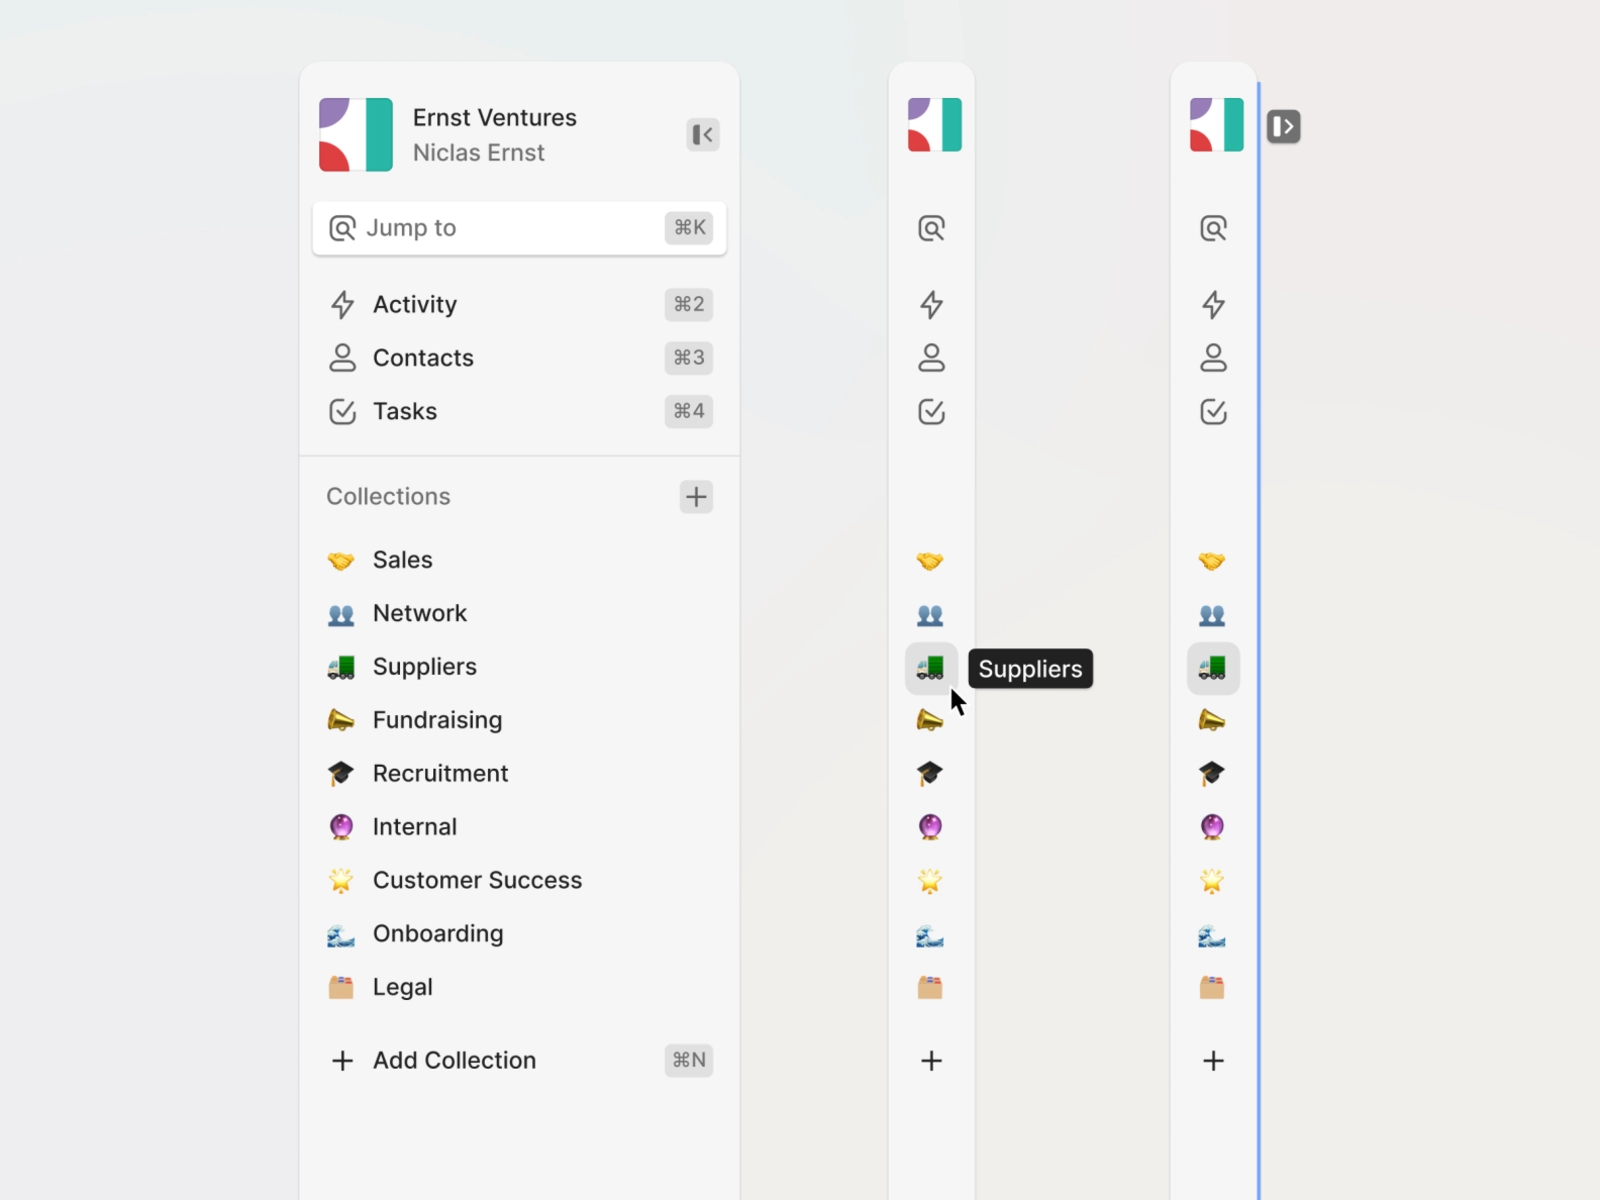 Ernst Ventures
Niclas Ernst
Jump to ⌘K
Activity ⌘2
Contacts ⌘3
Tasks ⌘4
Collections
Sales
Network
Suppliers
Fundraising
Recruitment
Internal
Customer Success
Onboarding
Legal
Add Collection ⌘N
Suppliers